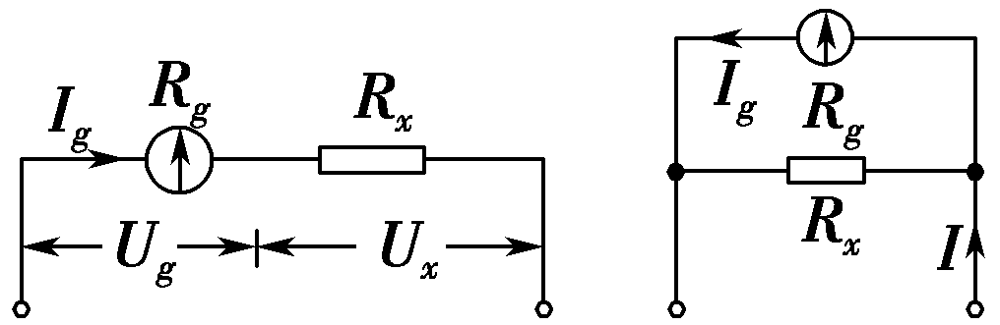 I_g R_g R_x
U_g U_x
I_g R_g
R_x I